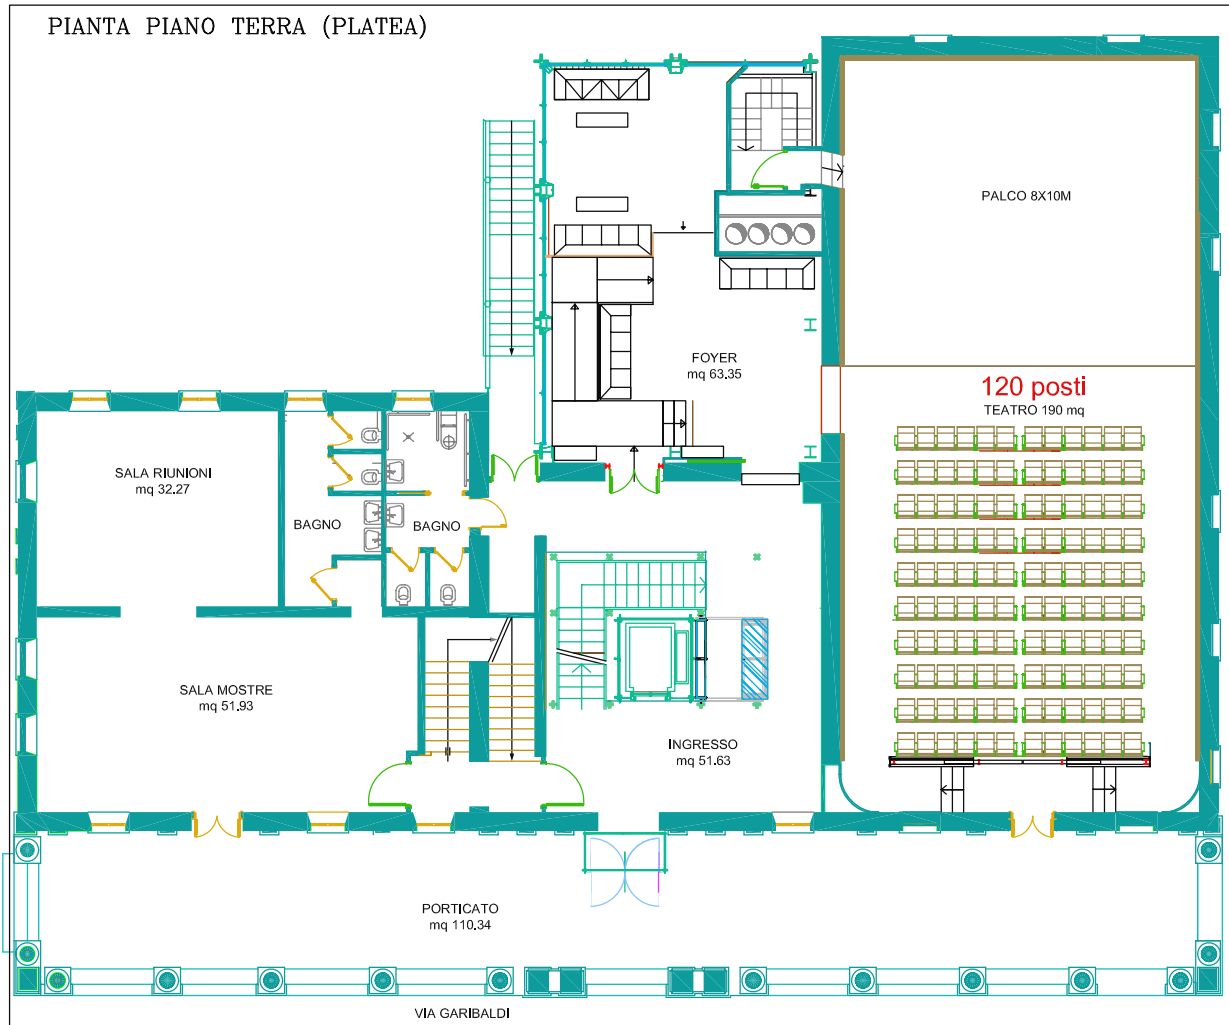 PIANTA PIANO TERRA (PLATEA)
PALCO 8X10M
FOYER
mq 63.35
120 posti
TEATRO 190 mq
SALA RIUNIONI
mq 32.27
BAGNO
BAGNO
SALA MOSTRE
mq 51.93
INGRESSO
mq 51.63
PORTICATO
mq 110.34
VIA GARIBALDI